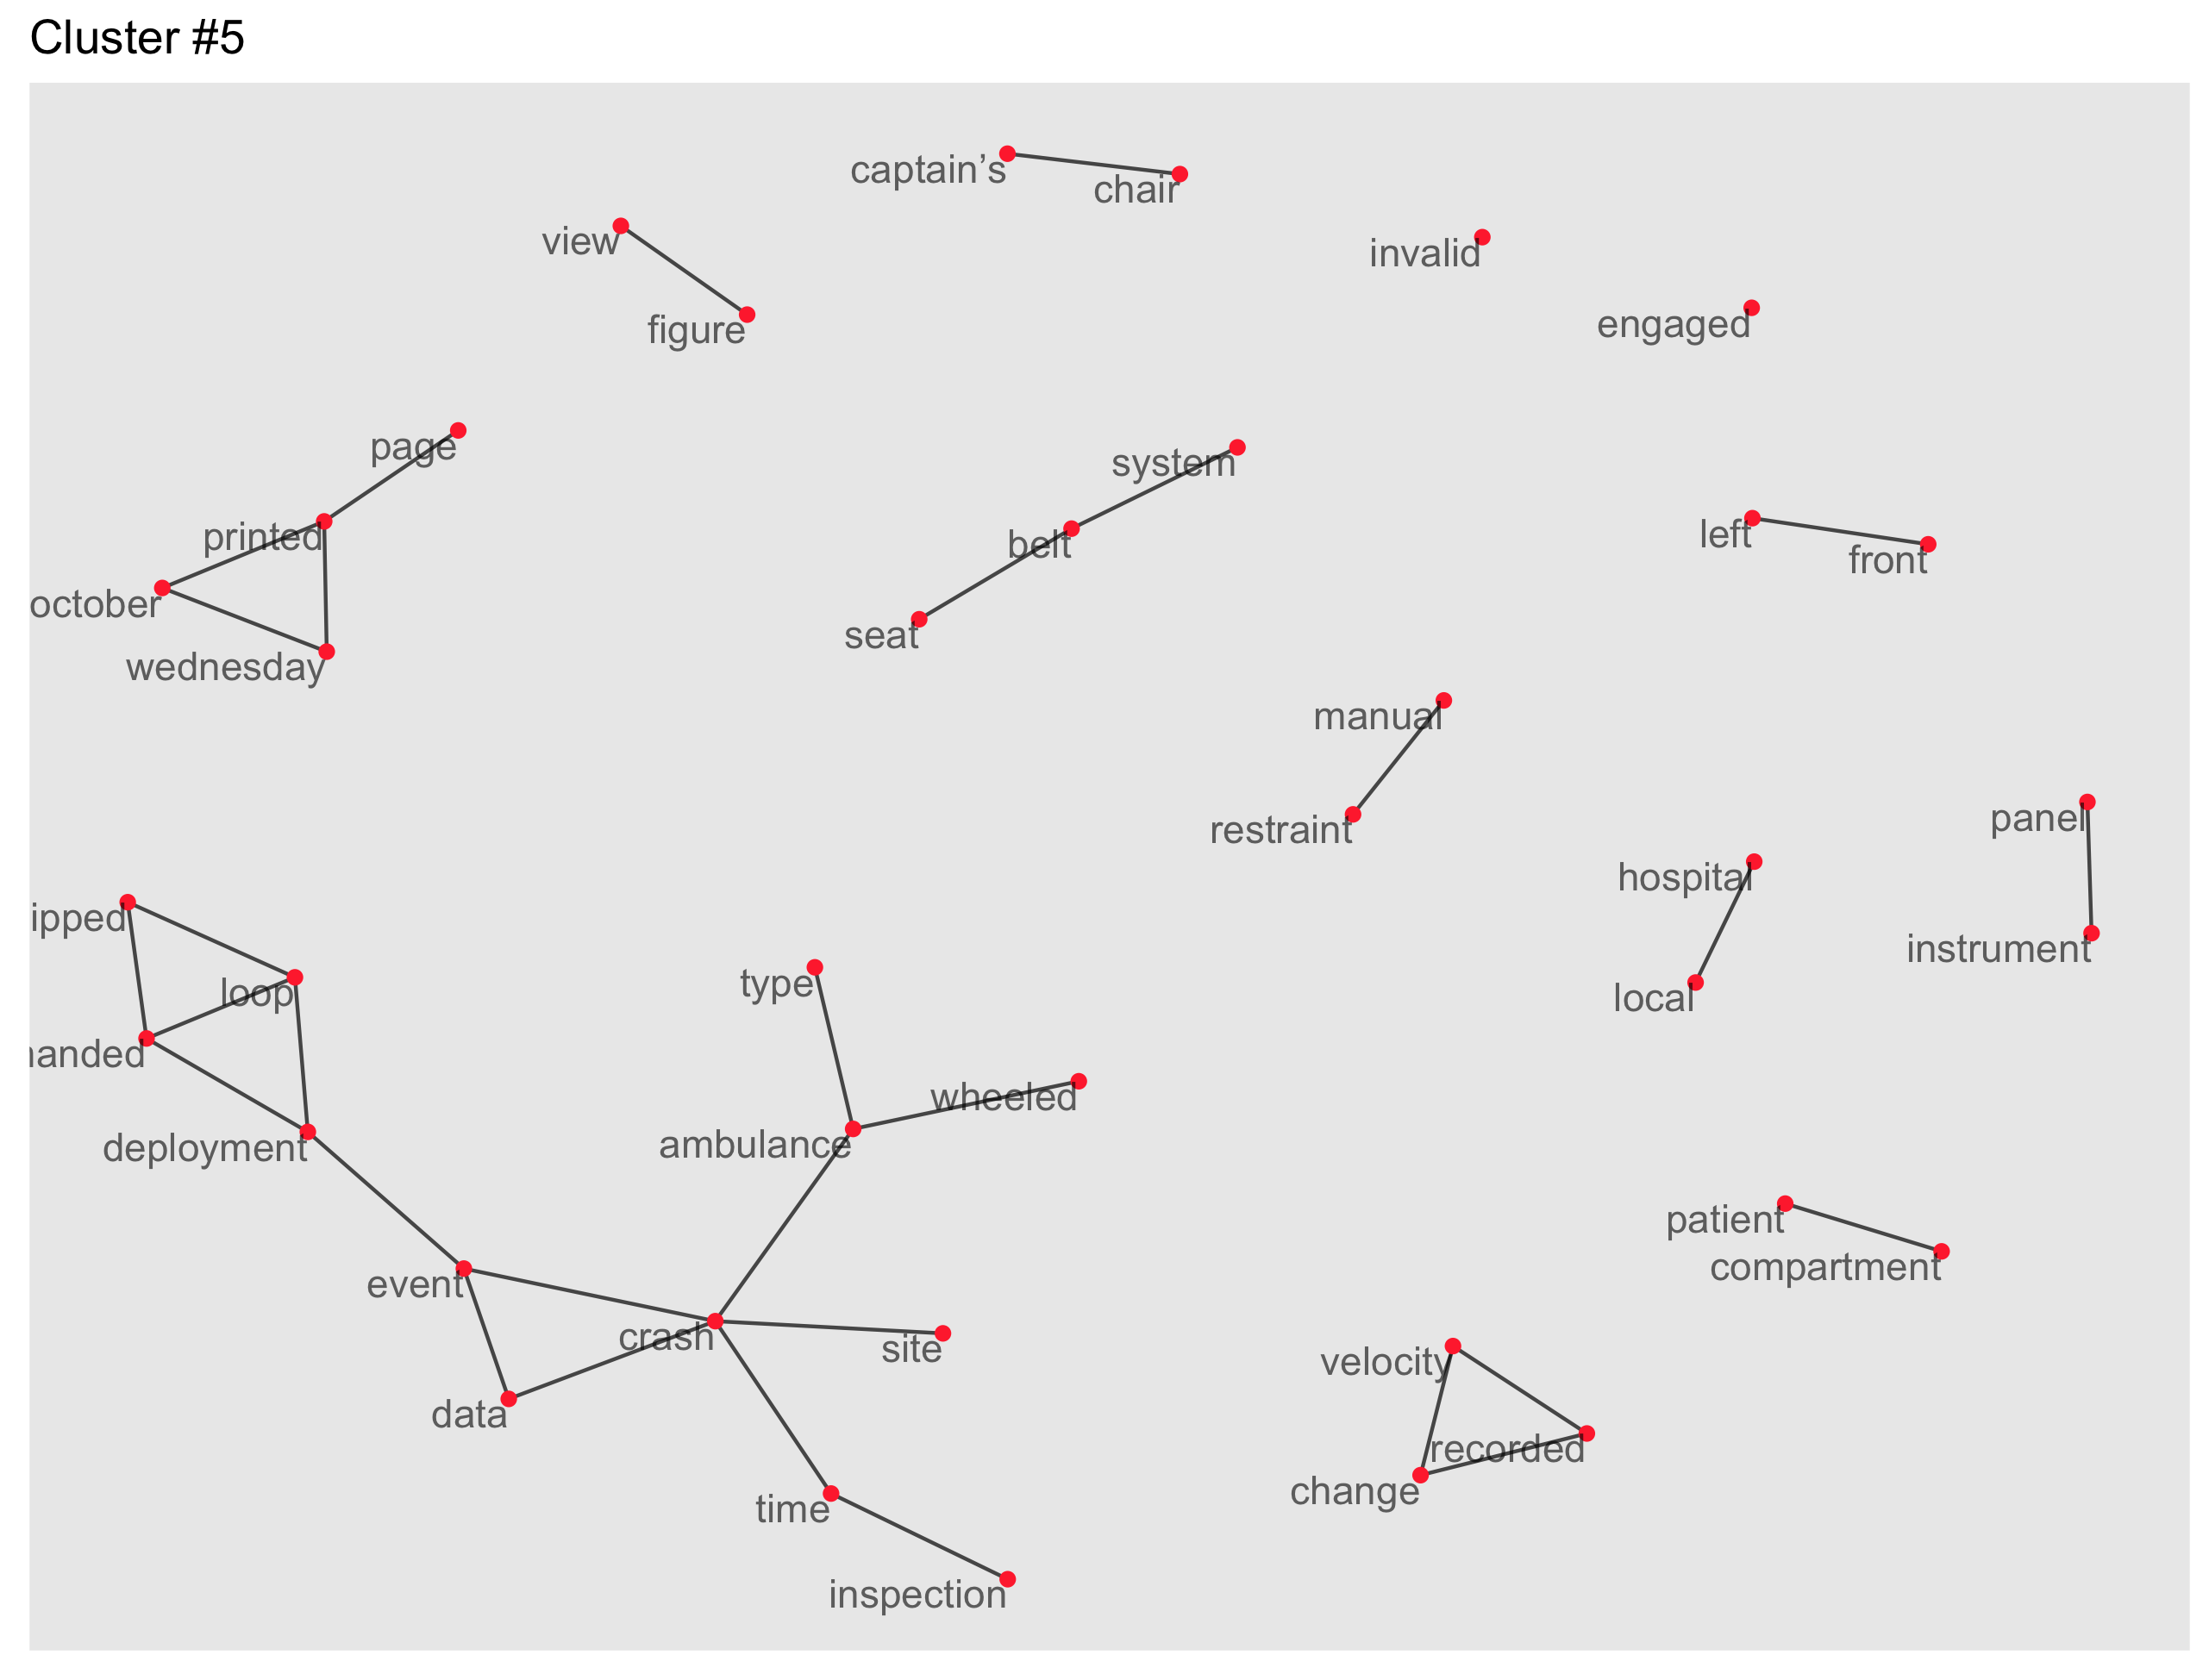 Cluster #5
captain’s
chair
view
invalid
figure
engaged
page
system
printed
left
belt
front
october
seat
wednesday
manual
panel
restraint
hospital
ipped
instrument
type
loop
local
anded
wheeled
ambulance
deployment
patient
compartment
event
crash
site
velocity
data
recorded
change
time
inspection